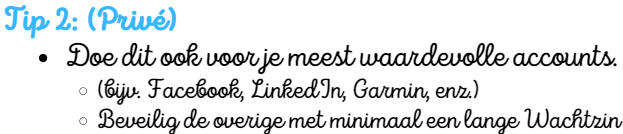 Tip 2: (Privé)
Doe dit ook voor je meest waardevolle accounts.
(bijv. Facebook, LinkedIn, Garmin, enz.)
Beveilig de overige met minimaal een lange Wachtzin